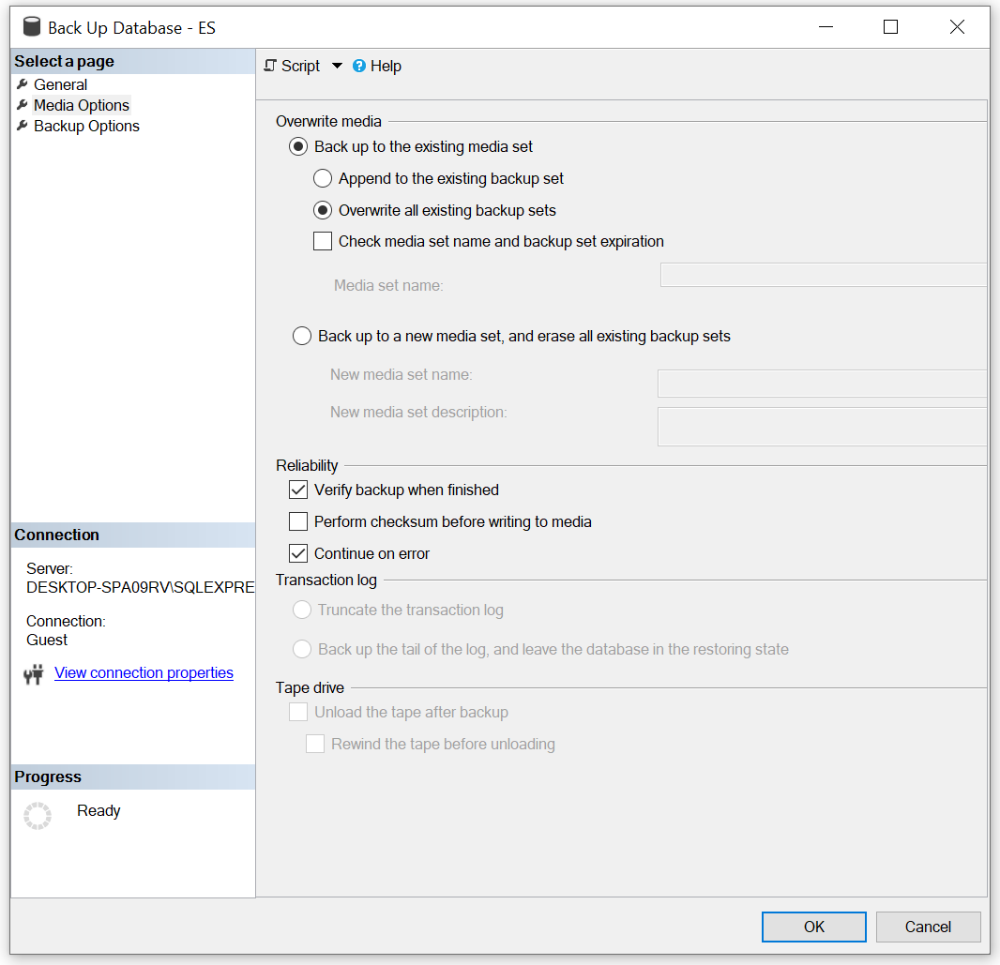 Back Up Database - ES
Select a page
General
Media Options
Backup Options
Script
Help
Overwrite media
Back up to the existing media set
Append to the existing backup set
Overwrite all existing backup sets
Check media set name and backup set expiration
Media set name:
Back up to a new media set, and erase all existing backup sets
New media set name:
New media set description:
Reliability
Verify backup when finished
Perform checksum before writing to media
Continue on error
Transaction log
Truncate the transaction log
Back up the tail of the log, and leave the database in the restoring state
Tape drive
Unload the tape after backup
Rewind the tape before unloading
Connection
Server:
DESKTOP-SPA09RV\SQLEXPRE
Connection:
Guest
View connection properties
Progress
Ready
OK
Cancel